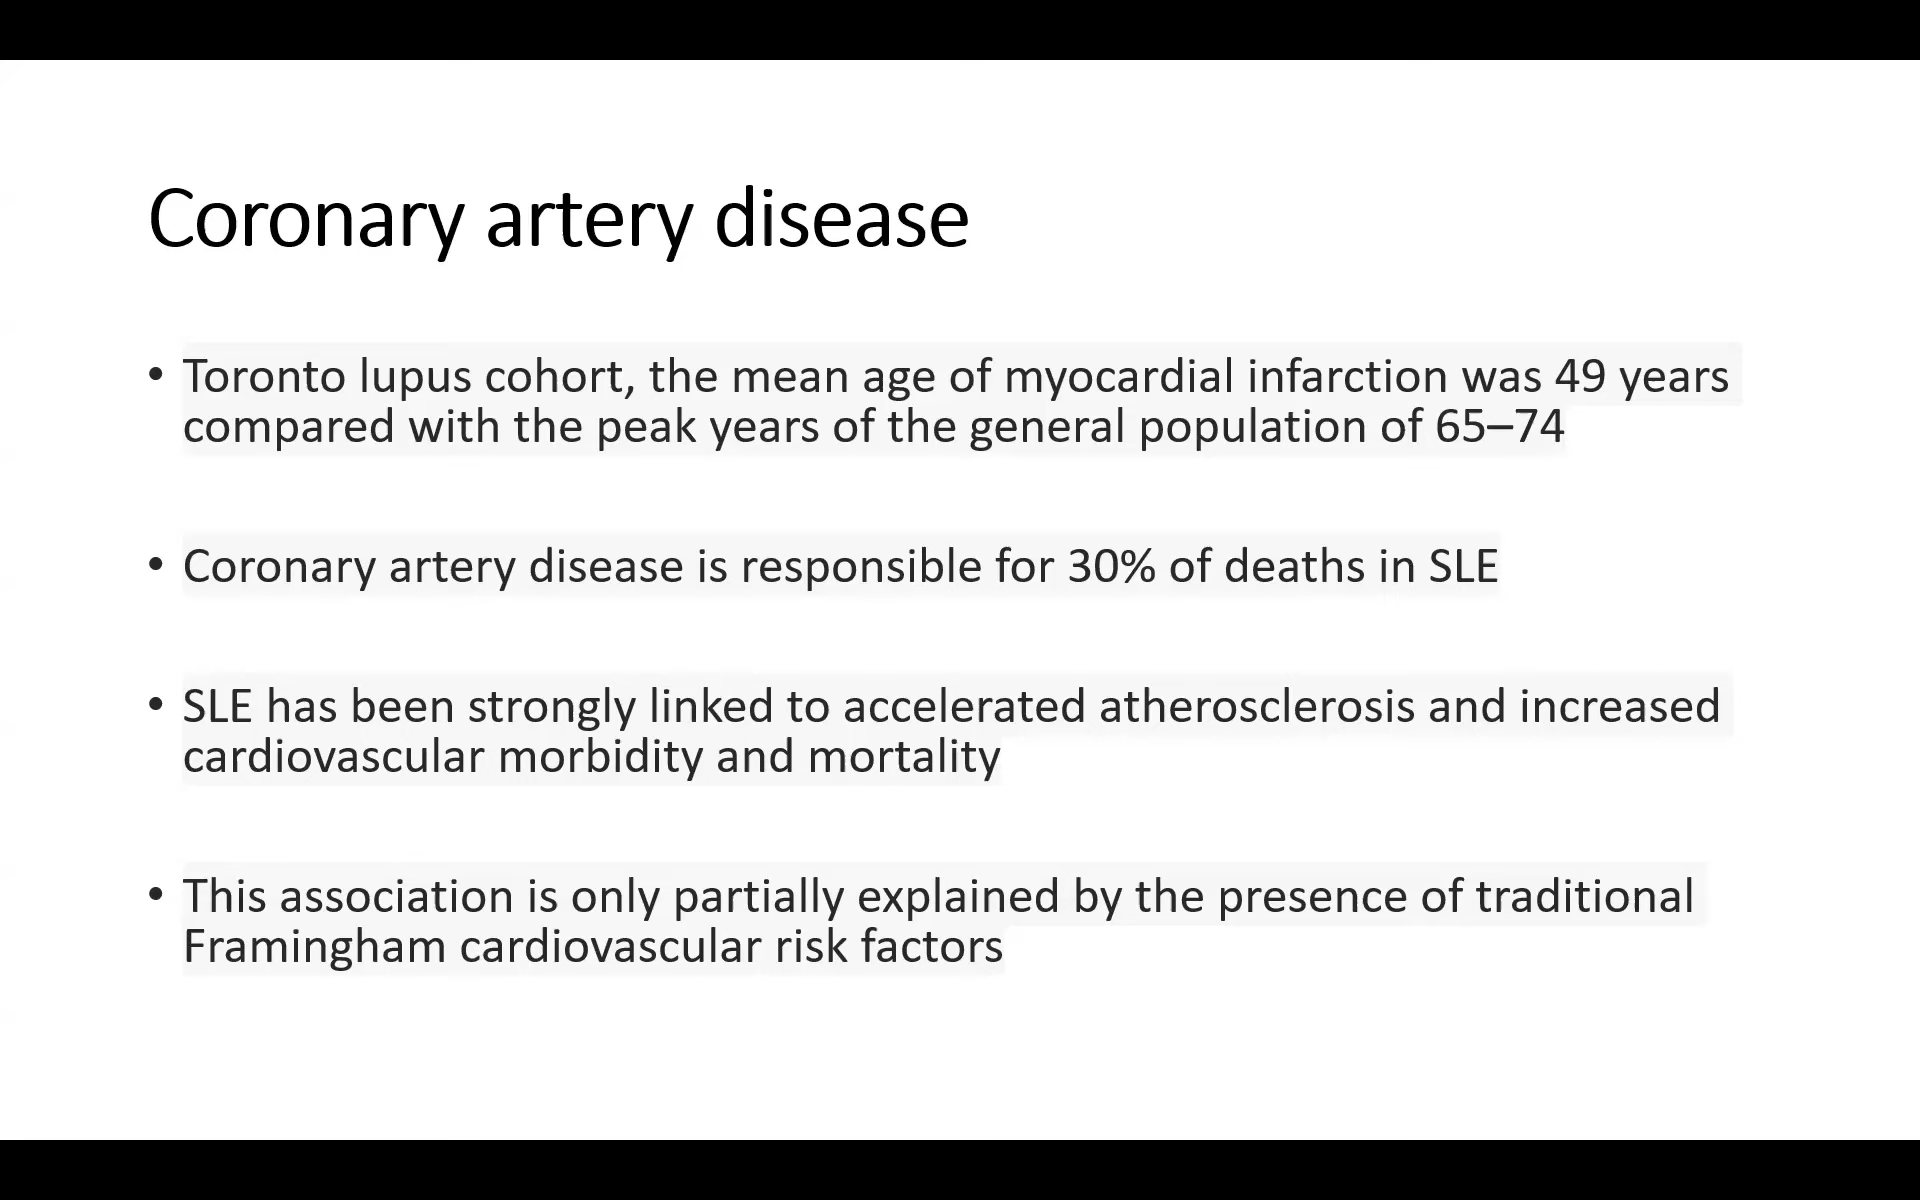 Coronary artery disease
• Toronto lupus cohort, the mean age of myocardial infarction was 49 years
compared with the peak years of the general population of 65–74
• Coronary artery disease is responsible for 30% of deaths in SLE
• SLE has been strongly linked to accelerated atherosclerosis and increased
cardiovascular morbidity and mortality
• This association is only partially explained by the presence of traditional
Framingham cardiovascular risk factors